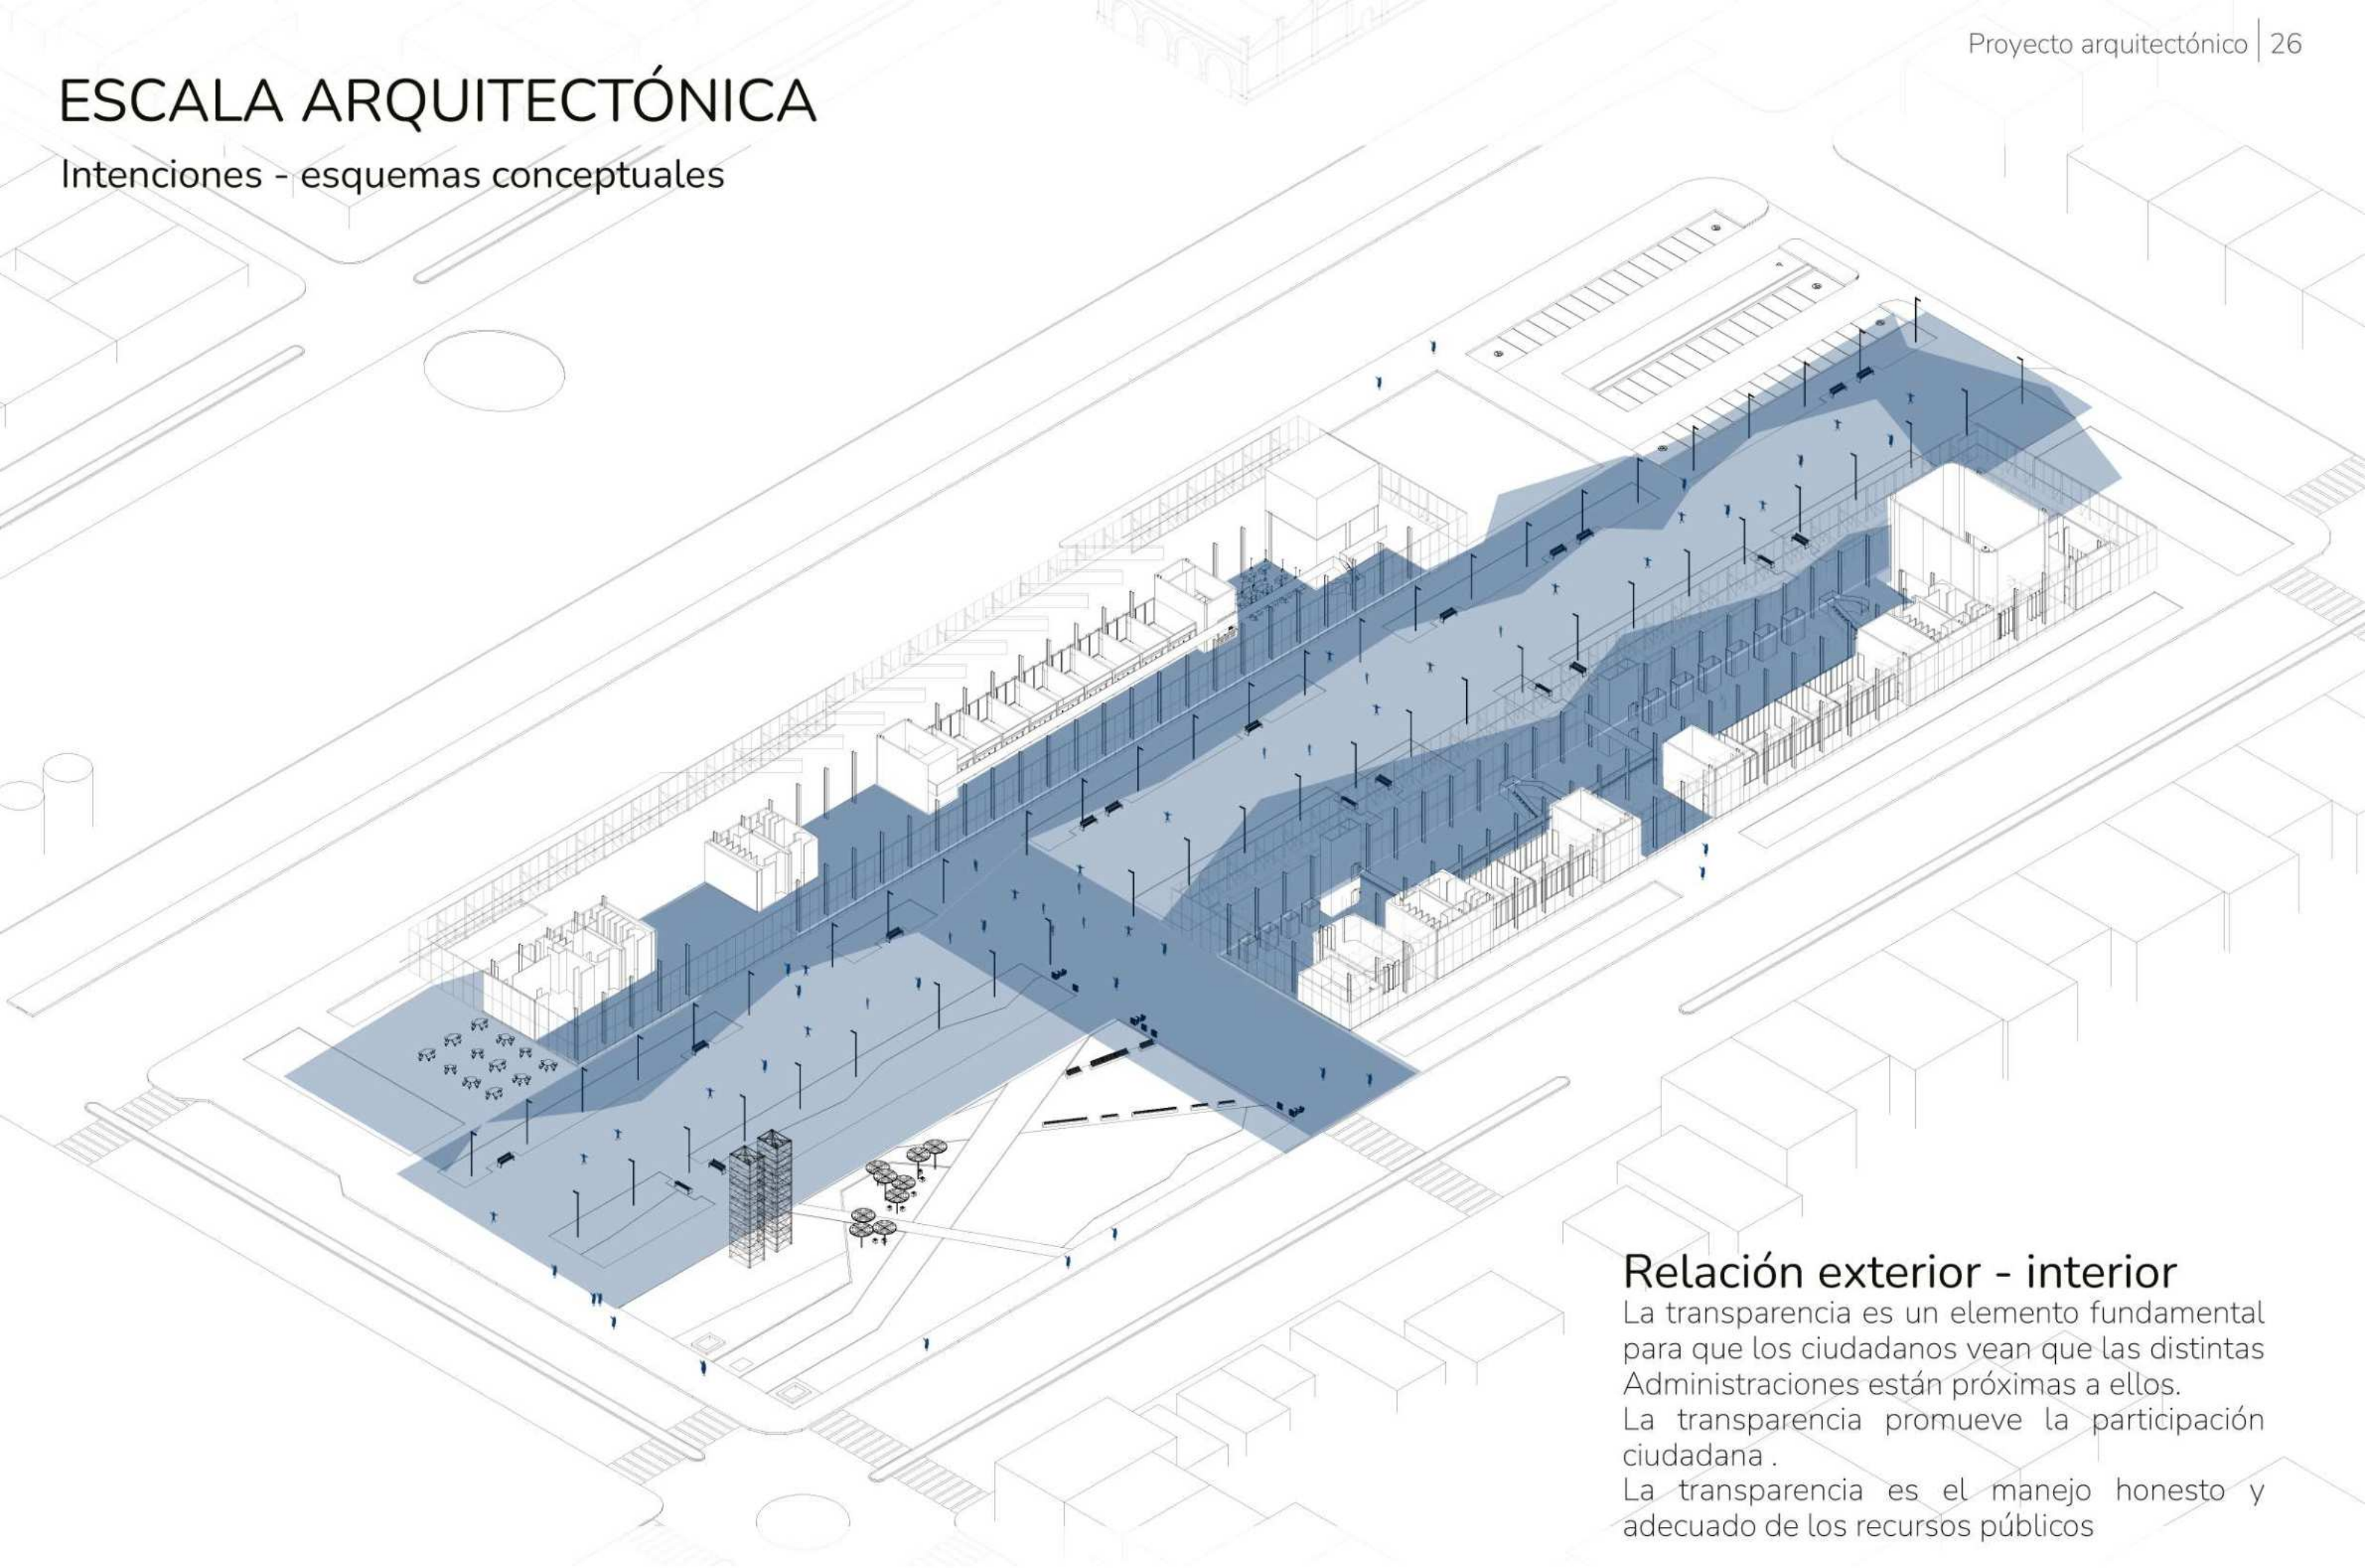 Proyecto arquitectónico | 26
ESCALA ARQUITECTÓNICA
Intenciones - esquemas conceptuales
Relación exterior - interior
La transparencia es un elemento fundamental
para que los ciudadanos vean que las distintas
Administraciones están próximas a ellos.
La transparencia promueve la participación
ciudadana .
La transparencia es el manejo honesto y
adecuado de los recursos públicos